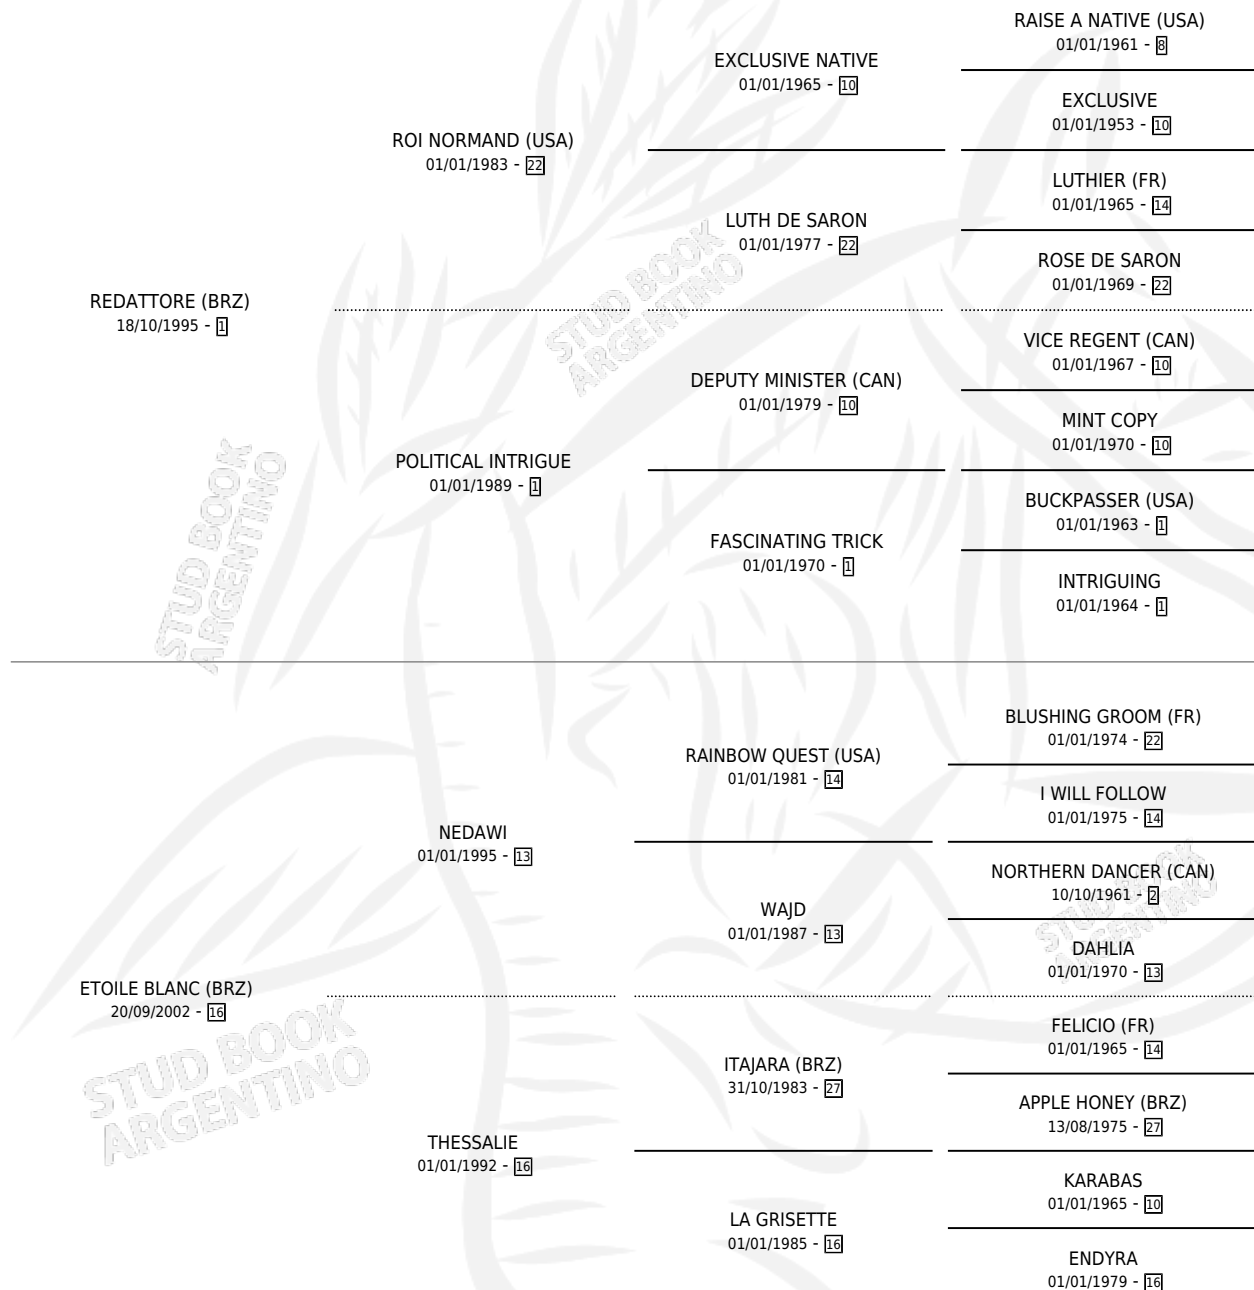 RAISE A NATIVE (USA)
01/01/1961 - 8
EXCLUSIVE NATIVE
01/01/1965 - 10
EXCLUSIVE
01/01/1953 - 10
ROI NORMAND (USA)
01/01/1983 - 22
LUTHIER (FR)
01/01/1965 - 14
LUTH DE SARON
01/01/1977 - 22
ROSE DE SARON
01/01/1969 - 22
REDATTORE (BRZ)
18/10/1995 - 1
VICE REGENT (CAN)
01/01/1967 - 10
DEPUTY MINISTER (CAN)
01/01/1979 - 10
MINT COPY
01/01/1970 - 10
POLITICAL INTRIGUE
01/01/1989 - 1
BUCKPASSER (USA)
01/01/1963 - 1
FASCINATING TRICK
01/01/1970 - 1
INTRIGUING
01/01/1964 - 1
BLUSHING GROOM (FR)
01/01/1974 - 22
RAINBOW QUEST (USA)
01/01/1981 - 14
I WILL FOLLOW
01/01/1975 - 14
NEDAWI
01/01/1995 - 13
NORTHERN DANCER (CAN)
10/10/1961 - 2
WAJD
01/01/1987 - 13
DAHLIA
01/01/1970 - 13
ETOILE BLANC (BRZ)
20/09/2002 - 16
FELICIO (FR)
01/01/1965 - 14
ITAJARA (BRZ)
31/10/1983 - 27
APPLE HONEY (BRZ)
13/08/1975 - 27
THESSALIE
01/01/1992 - 16
KARABAS
01/01/1965 - 10
LA GRISETTE
01/01/1985 - 16
ENDYRA
01/01/1979 - 16
STUD BOOK
ARGENTINO
STUD BOOK
ARGENTINO
STUD BOOK
ARGENTINO
STUD BOOK
ARGENTINO